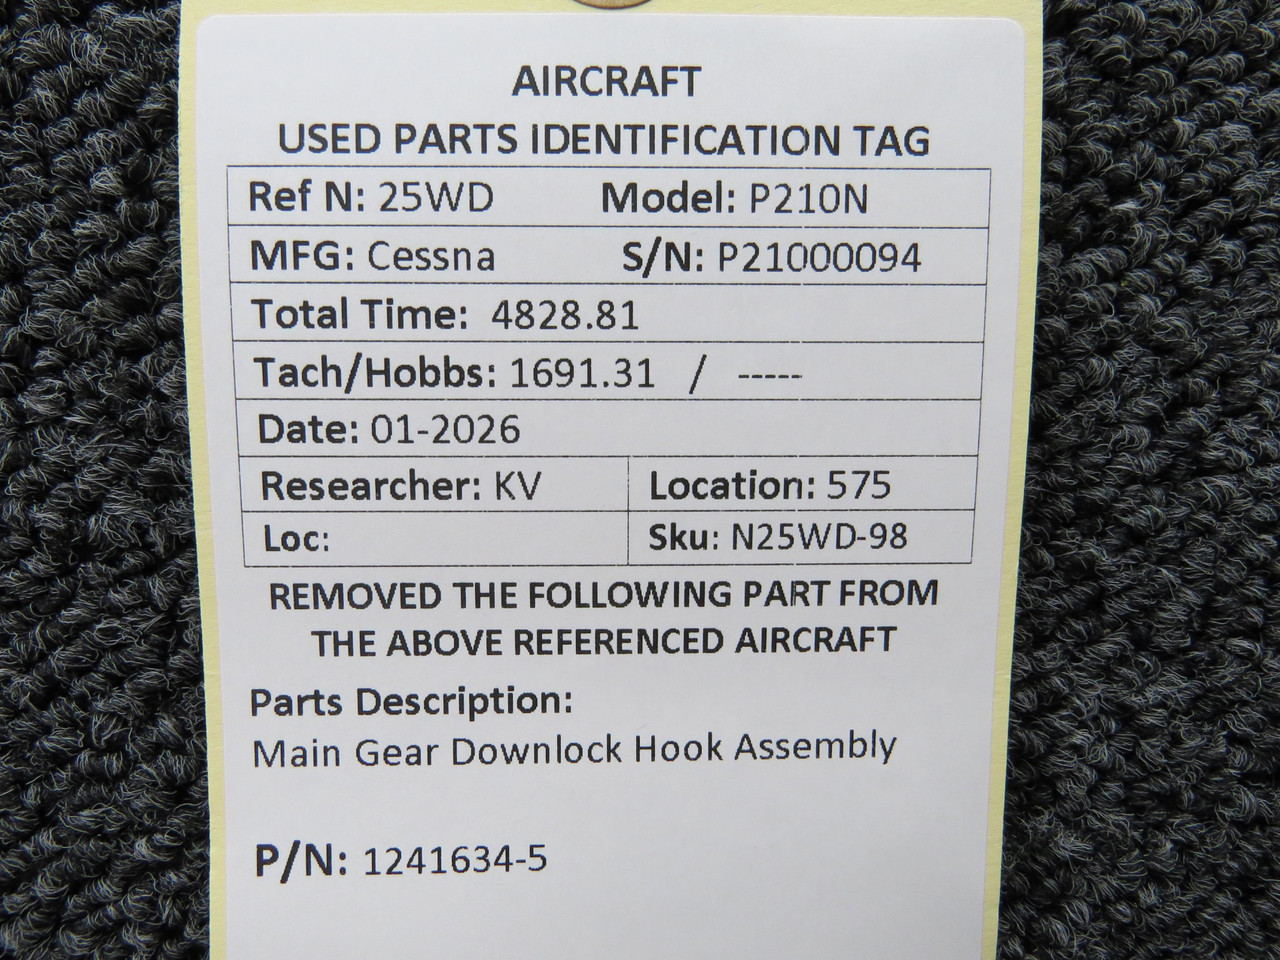 AIRCRAFT
USED PARTS IDENTIFICATION TAG
Ref N: 25WD Model: P210N
MFG: Cessna S/N: P21000094
Total Time: 4828.81
Tach/Hobbs: 1691.31 / -----
Date: 01-2026
Researcher: KV Location: 575
Loc: Sku: N25WD-98
REMOVED THE FOLLOWING PART FROM
THE ABOVE REFERENCED AIRCRAFT
Parts Description:
Main Gear Downlock Hook Assembly
P/N: 1241634-5